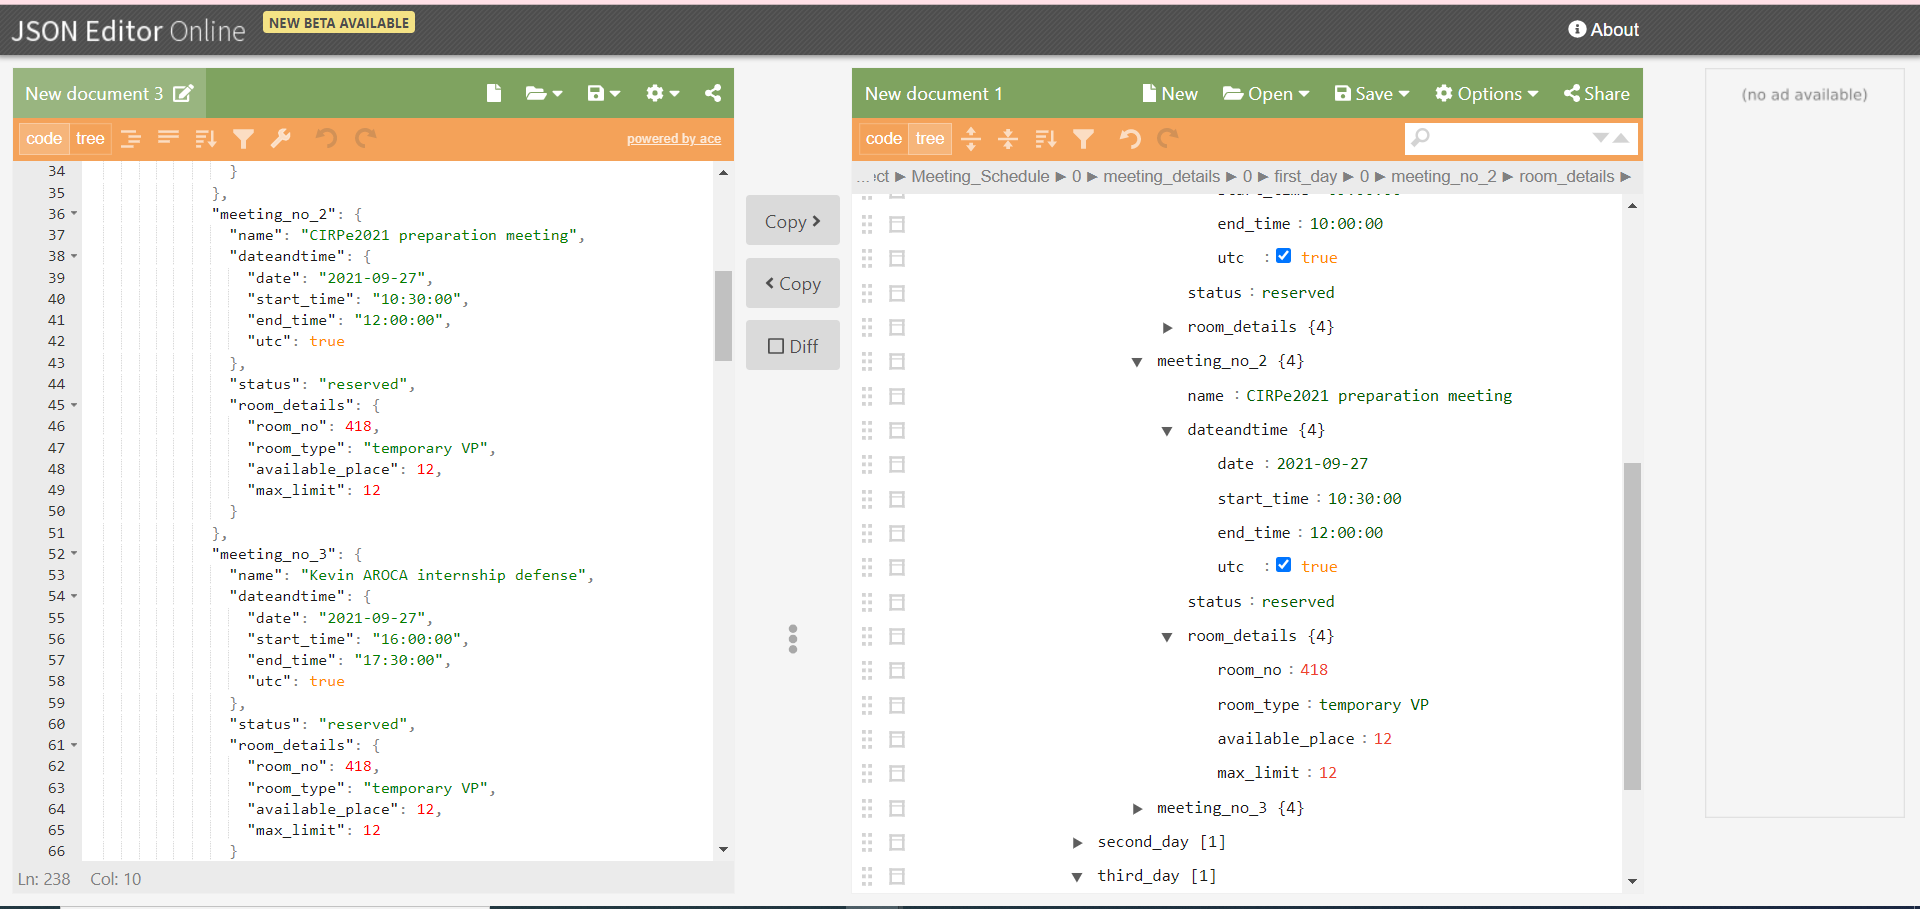 JSON Editor Online NEW BETA AVAILABLE About
New document 3
code tree powered by ace
34 }
35 },
36 "meeting_no_2": {
37 "name": "CIRPe2021 preparation meeting",
38 "dateandtime": {
39 "date": "2021-09-27",
40 "start_time": "10:30:00",
41 "end_time": "12:00:00",
42 "utc": true
43 },
44 "status": "reserved",
45 "room_details": {
46 "room_no": 418,
47 "room_type": "temporary VP",
48 "available_place": 12,
49 "max_limit": 12
50 }
51 },
52 "meeting_no_3": {
53 "name": "Kevin AROCA internship defense",
54 "dateandtime": {
55 "date": "2021-09-27",
56 "start_time": "16:00:00",
57 "end_time": "17:30:00",
58 "utc": true
59 },
60 "status": "reserved",
61 "room_details": {
62 "room_no": 418,
63 "room_type": "temporary VP",
64 "available_place": 12,
65 "max_limit": 12
66 }
Ln: 238 Col: 10
Copy >
< Copy
Diff
New document 1 New Open Save Options Share
code tree
...ct ► Meeting_Schedule ► 0 ► meeting_details ► 0 ► first_day ► 0 ► meeting_no_2 ► room_details ►
end_time : 10:00:00
utc : true
status : reserved
room_details {4}
meeting_no_2 {4}
name : CIRPe2021 preparation meeting
dateandtime {4}
date : 2021-09-27
start_time : 10:30:00
end_time : 12:00:00
utc : true
status : reserved
room_details {4}
room_no : 418
room_type : temporary VP
available_place : 12
max_limit : 12
meeting_no_3 {4}
second_day [1]
third_day [1]
(no ad available)